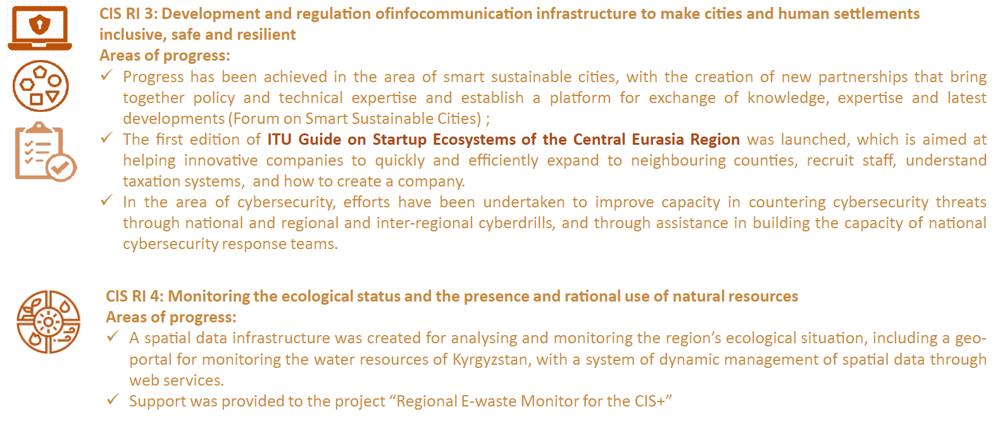 CIS RI 3: Development and regulation ofinfocommunication infrastructure to make cities and human settlements
inclusive, safe and resilient
Areas of progress:
✓ Progress has been achieved in the area of smart sustainable cities, with the creation of new partnerships that bring
together policy and technical expertise and establish a platform for exchange of knowledge, expertise and latest
developments (Forum on Smart Sustainable Cities) ;
✓ The first edition of ITU Guide on Startup Ecosystems of the Central Eurasia Region was launched, which is aimed at
helping innovative companies to quickly and efficiently expand to neighbouring counties, recruit staff, understand
taxation systems, and how to create a company.
✓ In the area of cybersecurity, efforts have been undertaken to improve capacity in countering cybersecurity threats
through national and regional and inter-regional cyberdrills, and through assistance in building the capacity of national
cybersecurity response teams.
CIS RI 4: Monitoring the ecological status and the presence and rational use of natural resources
Areas of progress:
✓ A spatial data infrastructure was created for analysing and monitoring the region’s ecological situation, including a geo-
portal for monitoring the water resources of Kyrgyzstan, with a system of dynamic management of spatial data through
web services.
✓ Support was provided to the project “Regional E-waste Monitor for the CIS+”